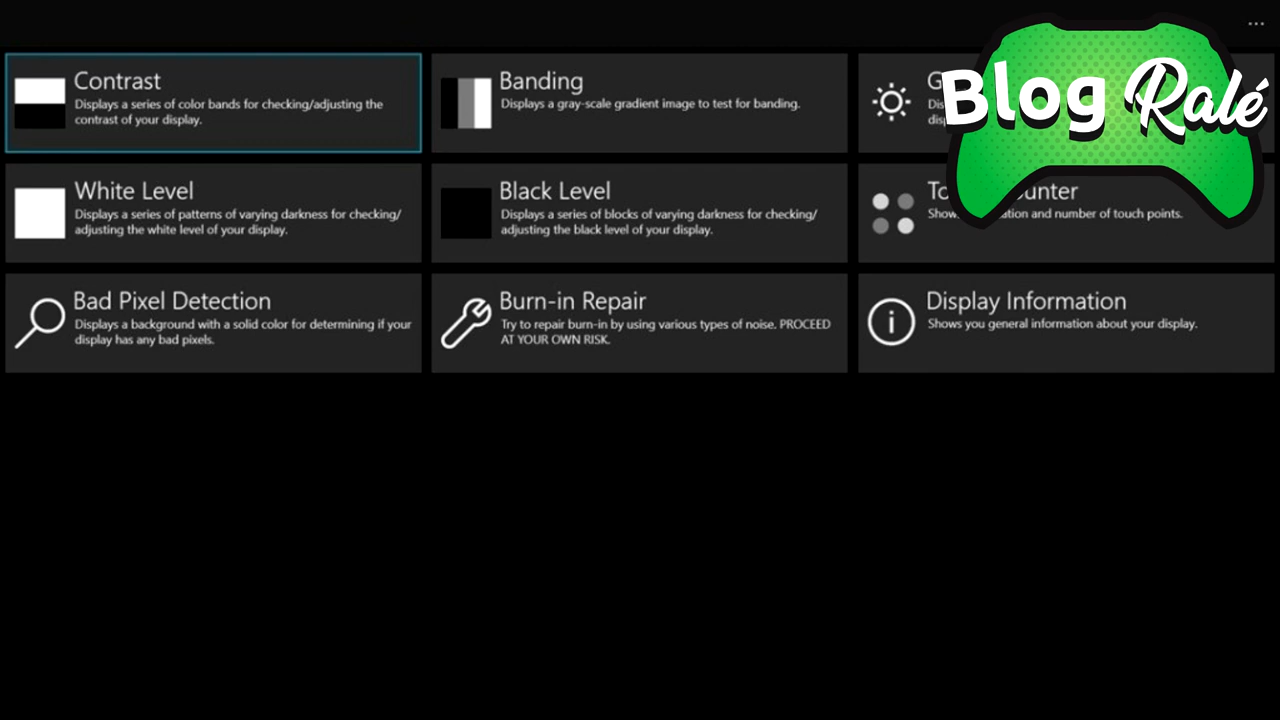 ...
Contrast
Displays a series of color bands for checking/adjusting the
contrast of your display.
Banding
Displays a gray-scale gradient image to test for banding.
Blog Ralé
White Level
Displays a series of patterns of varying darkness for checking/
adjusting the white level of your display.
Black Level
Displays a series of blocks of varying darkness for checking/
adjusting the black level of your display.
and number of touch points.
Bad Pixel Detection
Displays a background with a solid color for determining if your
display has any bad pixels.
Burn-in Repair
Try to repair burn-in by using various types of noise. PROCEED
AT YOUR OWN RISK.
Display Information
Shows you general information about your display.